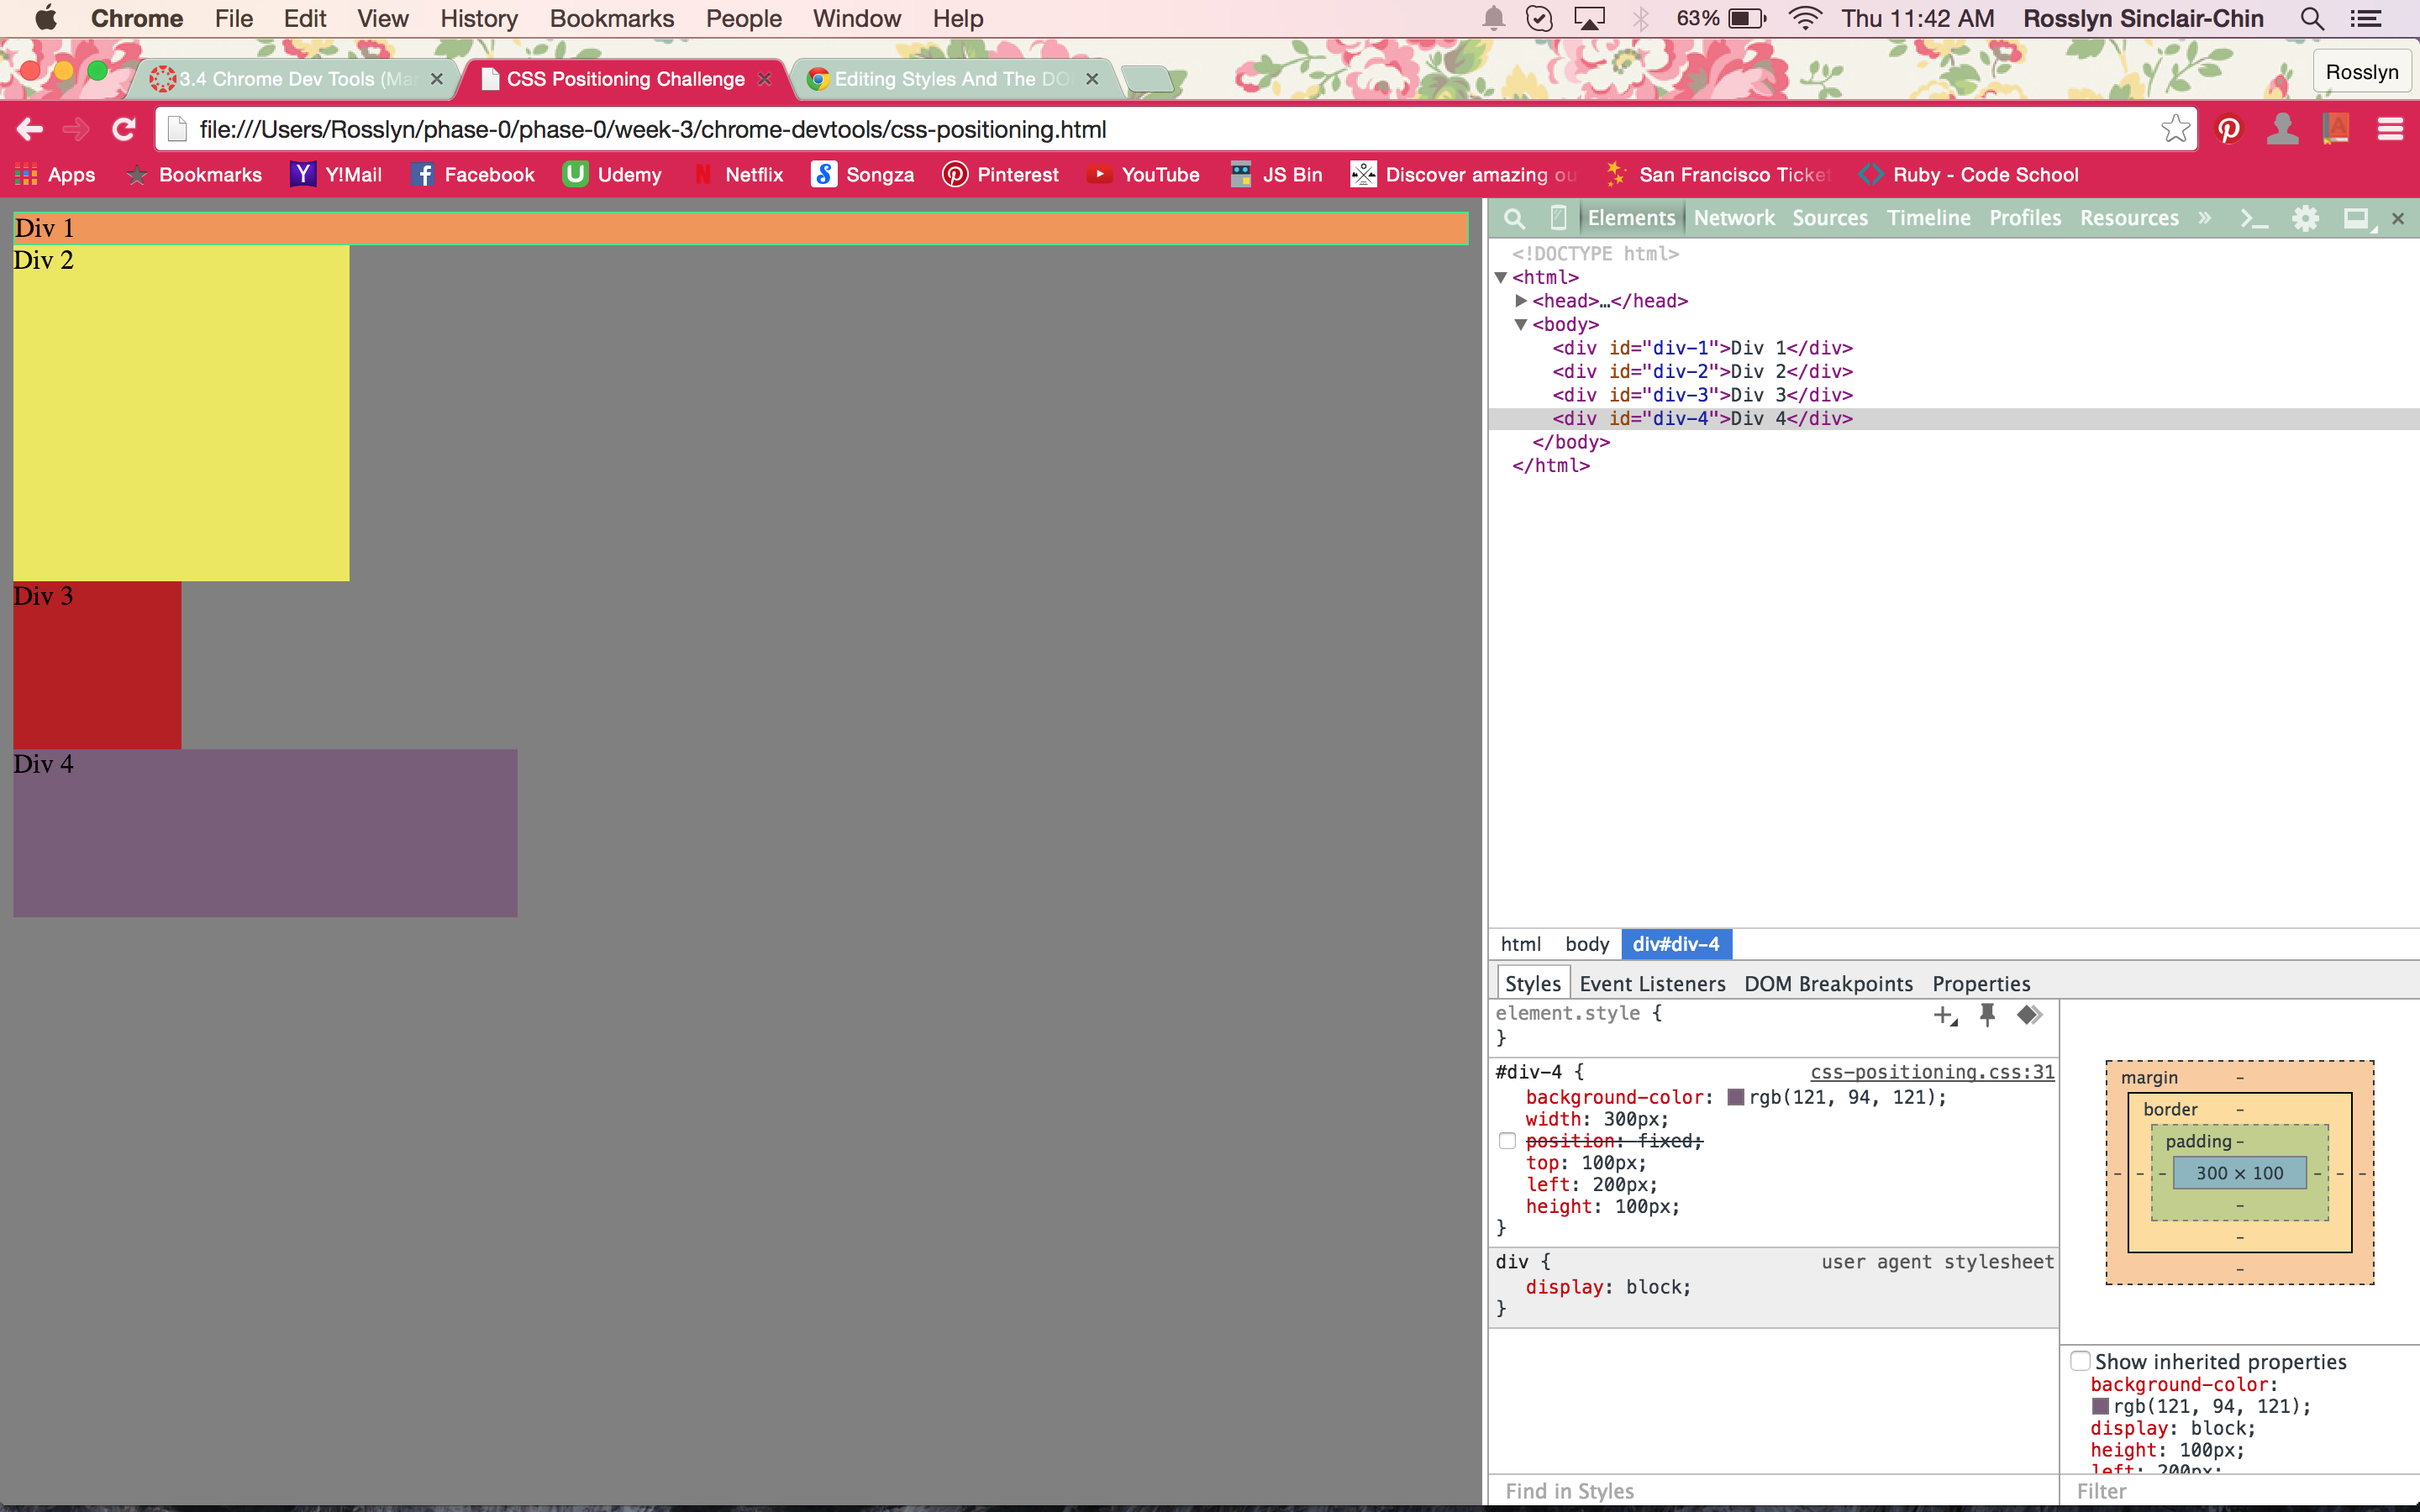 Chrome File Edit View History Bookmarks People Window Help 63% Thu 11:42 AM Rosslyn Sinclair-Chin
3.4 Chrome Dev Tools (Ma CSS Positioning Challenge Editing Styles And The DO Rosslyn
file:///Users/Rosslyn/phase-0/phase-0/week-3/chrome-devtools/css-positioning.html
Apps Bookmarks Y!Mail Facebook Udemy Netflix Songza Pinterest YouTube JS Bin Discover amazing ou San Francisco Ticket Ruby - Code School
Div 1
Div 2
Div 3
Div 4
Elements Network Sources Timeline Profiles Resources »
<!DOCTYPE html>
<html>
<head>…</head>
<body>
<div id="div-1">Div 1</div>
<div id="div-2">Div 2</div>
<div id="div-3">Div 3</div>
<div id="div-4">Div 4</div>
</body>
</html>
html body div#div-4
Styles Event Listeners DOM Breakpoints Properties
element.style {
}
#div-4 { css-positioning.css:31
background-color: rgb(121, 94, 121);
width: 300px;
position: fixed;
top: 100px;
left: 200px;
height: 100px;
}
div { user agent stylesheet
display: block;
}
Find in Styles
margin -
border -
padding -
- - - 300 × 100 - - -
-
-
-
Show inherited properties
background-color:
rgb(121, 94, 121);
display: block;
height: 100px;
left: 200px;
Filter